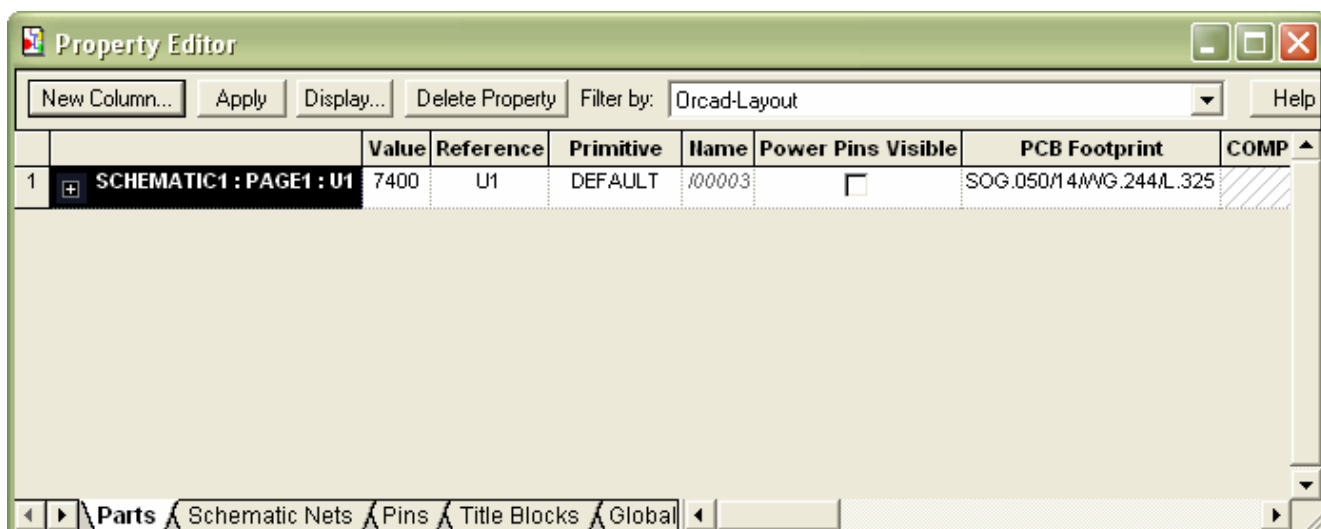 Property Editor
New Column... Apply Display... Delete Property Filter by: Orcad-Layout Help
Value Reference Primitive Name Power Pins Visible PCB Footprint COMP
1 SCHEMATIC1 : PAGE1 : U1 7400 U1 DEFAULT /00003 SOG.050/14/WG.244/L.325
Parts Schematic Nets Pins Title Blocks Global